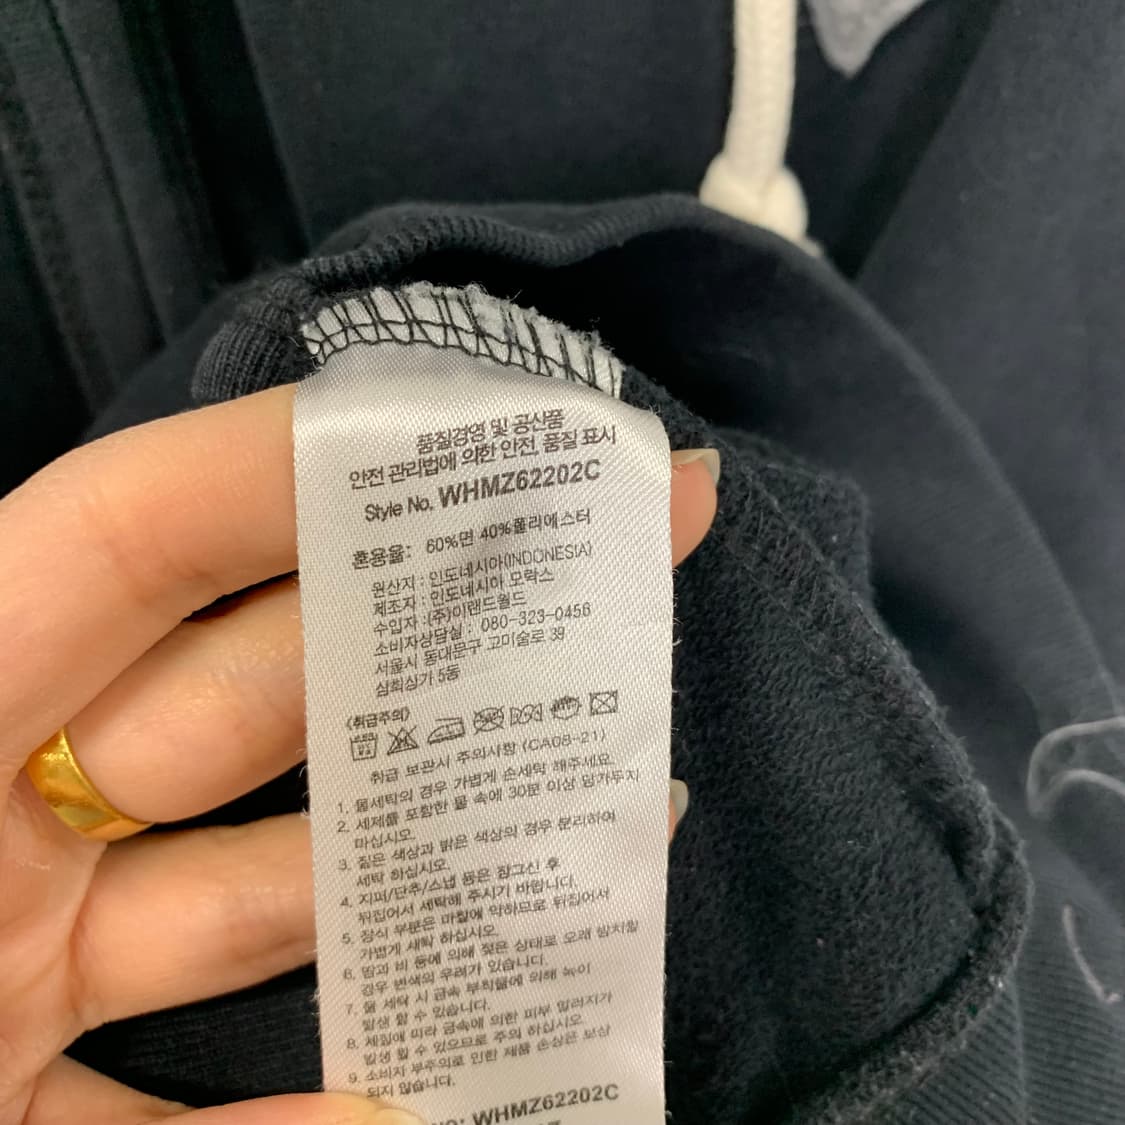 품질경영 및 공산품
안전 관리법에 의한 안전, 품질 표시
Style No. WHMZ62202C
혼용율: 60%면 40%폴리에스터
원산지 : 인도네시아(INDONESIA)
제조자 : 인도네시아 모락스
수입자 : (주)이랜드월드
소비자상담실 : 080-323-0456
서울시 동대문구 고미술로 39
삼희상가 5동
《취급주의》
취급 보관시 주의사항 (CA08-21)
1. 물세탁의 경우 가볍게 손세탁 해주세요.
2. 세제를 포함한 물 속에 30분 이상 담가두지
마십시오.
3. 짙은 색상과 밝은 색상의 경우 분리하여
세탁 하십시오.
4. 지퍼/단추/스냅 등은 잠그신 후
뒤집어서 세탁해 주시기 바랍니다.
5. 장식 부분은 마찰에 약하므로 뒤집어서
가볍게 세탁 하십시오.
6. 땀과 비 등에 의해 젖은 상태로 오래 방치할
경우 변색의 우려가 있습니다.
7. 물 세탁 시 금속 부착물에 의해 녹이
발생 할 수 있습니다.
8. 체질에 따라 금속에 의한 피부 알러지가
발생 할 수 있으므로 주의 하십시오.
9. 소비자 부주의로 인한 제품 손상은 보상
되지 않습니다.
NO: WHMZ62202C